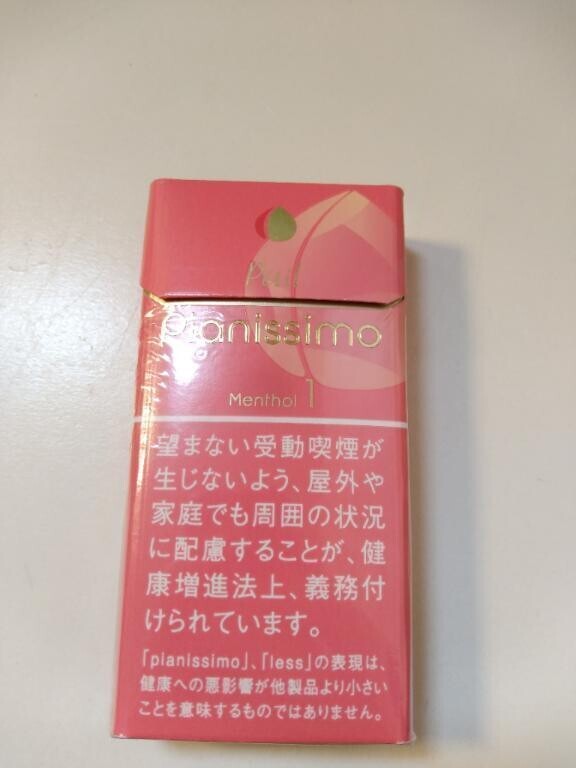 Petil
Pianissimo
Menthol 1
望まない受動喫煙が
生じないよう、屋外や
家庭でも周囲の状況
に配慮することが、健
康増進法上、義務付
けられています。
「pianissimo」、「less」の表現は、
健康への悪影響が他製品より小さい
ことを意味するものではありません。